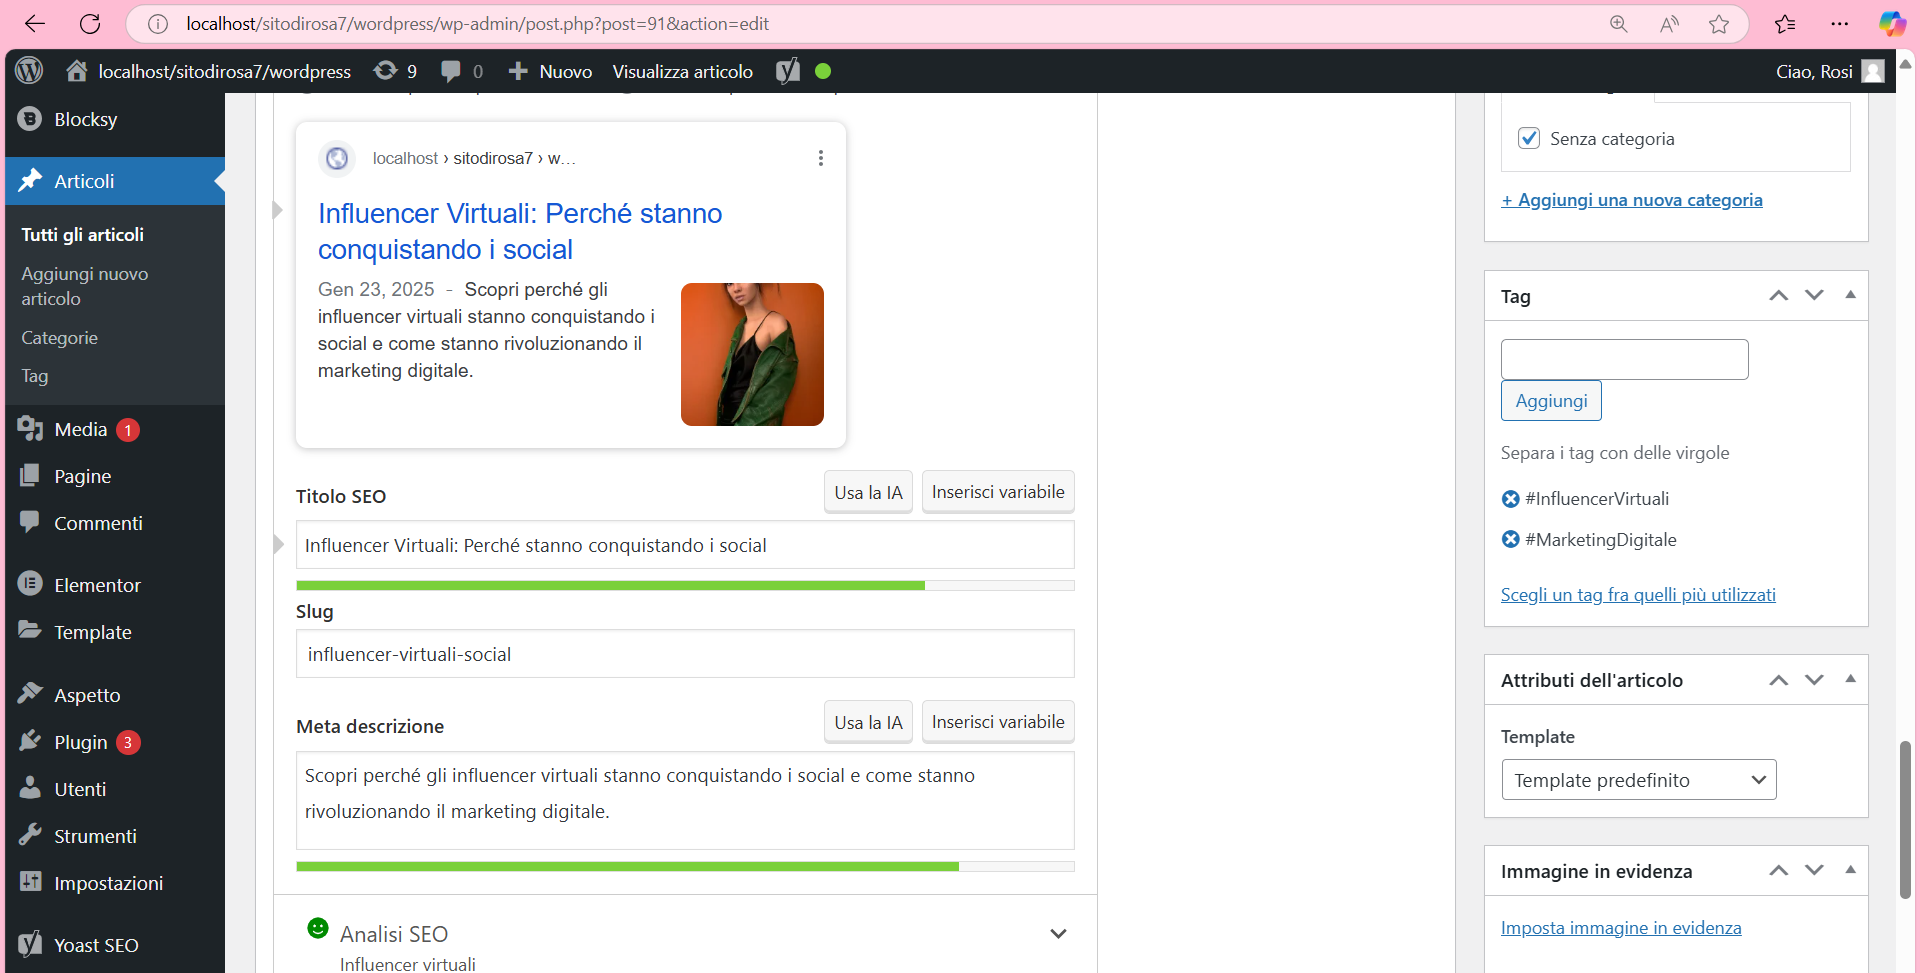 localhost/sitodirosa7/wordpress/wp-admin/post.php?post=91&action=edit
localhost/sitodirosa7/wordpress
9
0
Nuovo
Visualizza articolo
Ciao, Rosi
Blocksy
Articoli
Tutti gli articoli
Aggiungi nuovo
articolo
Categorie
Tag
Media 1
Pagine
Commenti
Elementor
Template
Aspetto
Plugin 3
Utenti
Strumenti
Impostazioni
Yoast SEO
localhost › sitodirosa7 › w...
Influencer Virtuali: Perché stanno
conquistando i social
Gen 23, 2025 - Scopri perché gli
influencer virtuali stanno conquistando i
social e come stanno rivoluzionando il
marketing digitale.
Titolo SEO
Usa la IA
Inserisci variabile
Influencer Virtuali: Perché stanno conquistando i social
Slug
influencer-virtuali-social
Meta descrizione
Usa la IA
Inserisci variabile
Scopri perché gli influencer virtuali stanno conquistando i social e come stanno
rivoluzionando il marketing digitale.
Analisi SEO
Influencer virtuali
Senza categoria
+ Aggiungi una nuova categoria
Tag
Aggiungi
Separa i tag con delle virgole
#InfluencerVirtuali
#MarketingDigitale
Scegli un tag fra quelli più utilizzati
Attributi dell'articolo
Template
Template predefinito
Immagine in evidenza
Imposta immagine in evidenza